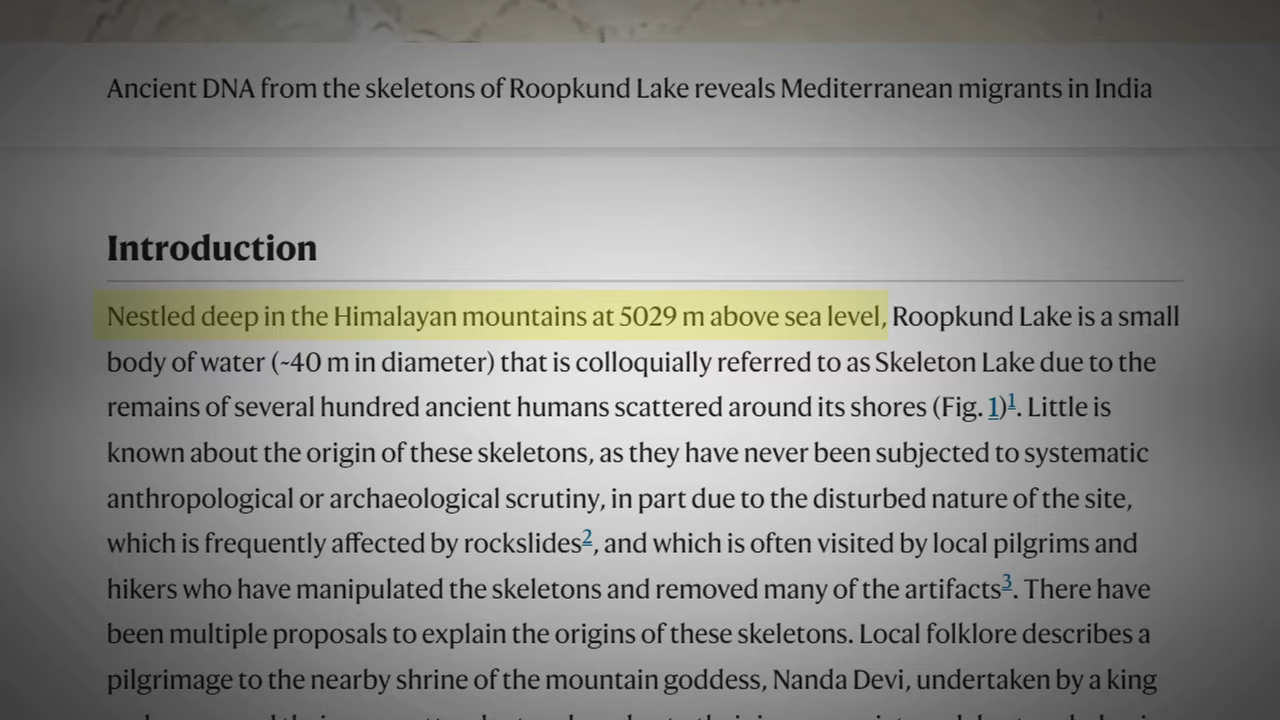 Ancient DNA from the skeletons of Roopkund Lake reveals Mediterranean migrants in India
Introduction
Nestled deep in the Himalayan mountains at 5029 m above sea level, Roopkund Lake is a small
body of water (~40 m in diameter) that is colloquially referred to as Skeleton Lake due to the
remains of several hundred ancient humans scattered around its shores (Fig. 1)1. Little is
known about the origin of these skeletons, as they have never been subjected to systematic
anthropological or archaeological scrutiny, in part due to the disturbed nature of the site,
which is frequently affected by rockslides2, and which is often visited by local pilgrims and
hikers who have manipulated the skeletons and removed many of the artifacts3. There have
been multiple proposals to explain the origins of these skeletons. Local folklore describes a
pilgrimage to the nearby shrine of the mountain goddess, Nanda Devi, undertaken by a king